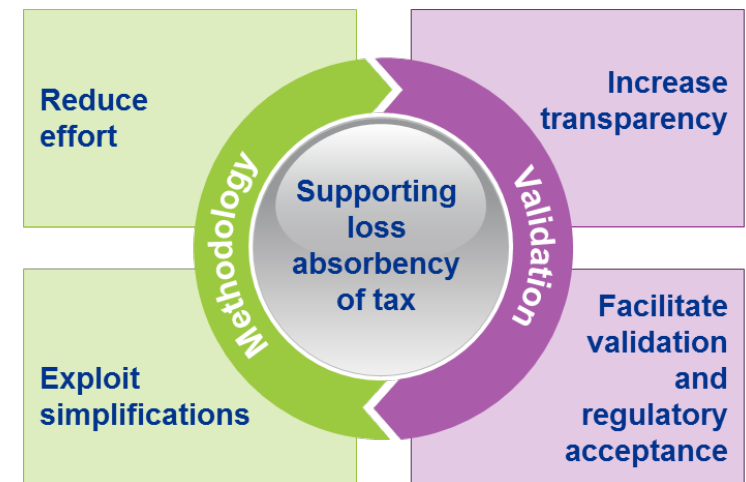 Reduce
effort
Increase
transparency
Methodology
Supporting
loss
absorbency
of tax
Validation
Exploit
simplifications
Facilitate
validation
and
regulatory
acceptance